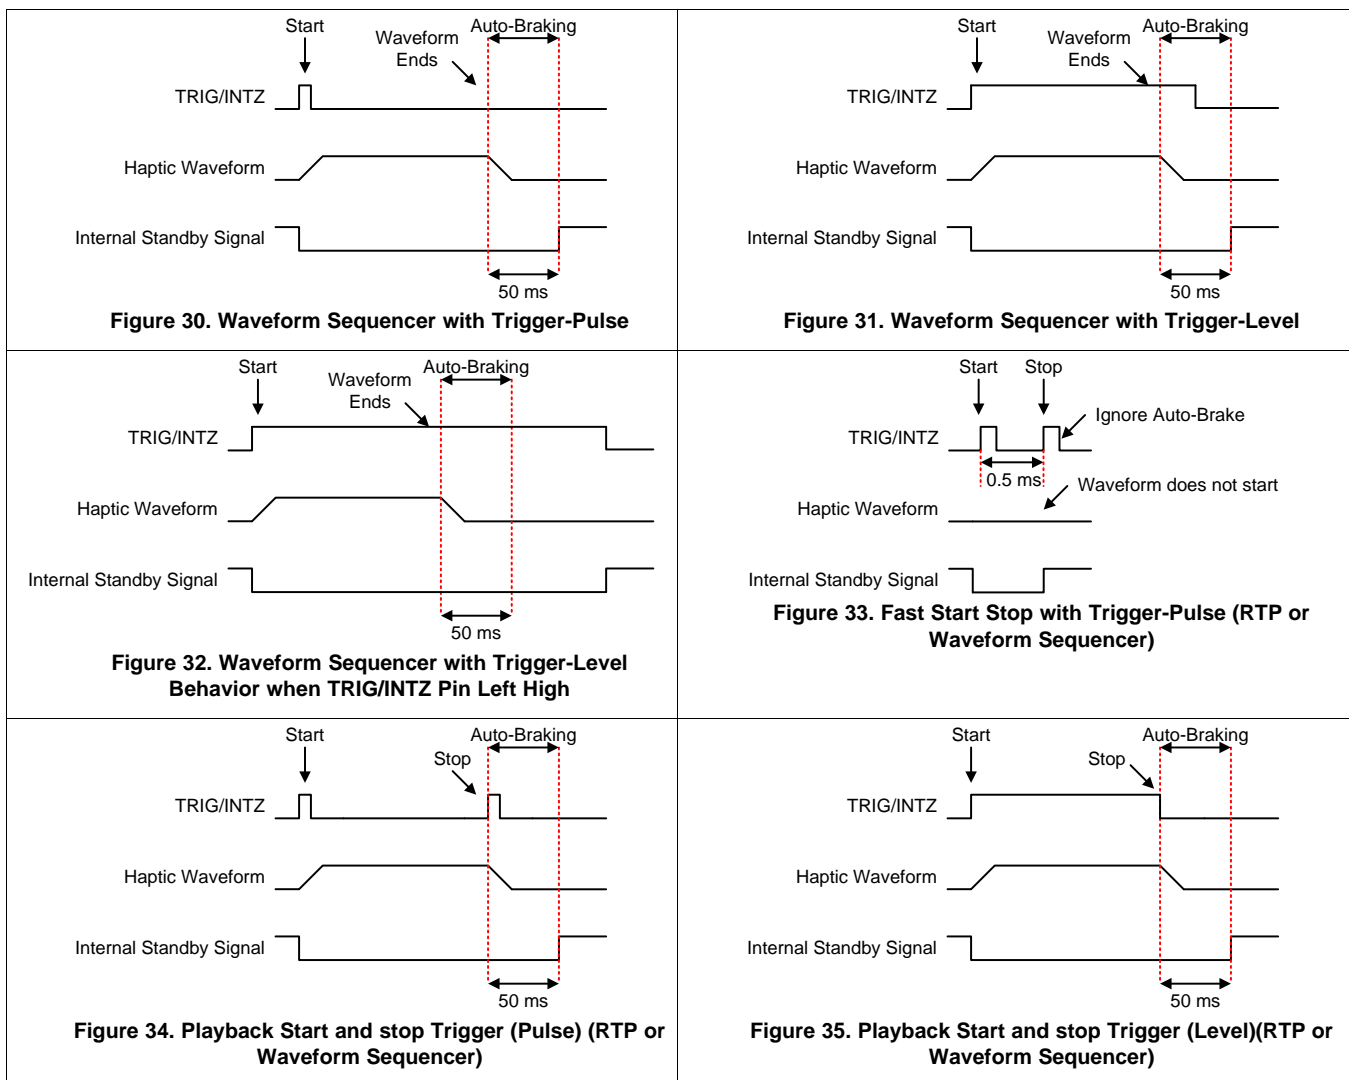 Start
Auto-Braking
Waveform
Ends
TRIG/INTZ
Haptic Waveform
Internal Standby Signal
50 ms
Figure 30. Waveform Sequencer with Trigger-Pulse
Start
Auto-Braking
Waveform
Ends
TRIG/INTZ
Haptic Waveform
Internal Standby Signal
50 ms
Figure 31. Waveform Sequencer with Trigger-Level
Start
Auto-Braking
Waveform
Ends
TRIG/INTZ
Haptic Waveform
Internal Standby Signal
50 ms
Figure 32. Waveform Sequencer with Trigger-Level
Behavior when TRIG/INTZ Pin Left High
Start
Stop
Ignore Auto-Brake
TRIG/INTZ
0.5 ms
Waveform does not start
Haptic Waveform
Internal Standby Signal
Figure 33. Fast Start Stop with Trigger-Pulse (RTP or
Waveform Sequencer)
Start
Auto-Braking
Stop
TRIG/INTZ
Haptic Waveform
Internal Standby Signal
50 ms
Figure 34. Playback Start and stop Trigger (Pulse) (RTP or
Waveform Sequencer)
Start
Auto-Braking
Stop
TRIG/INTZ
Haptic Waveform
Internal Standby Signal
50 ms
Figure 35. Playback Start and stop Trigger (Level)(RTP or
Waveform Sequencer)